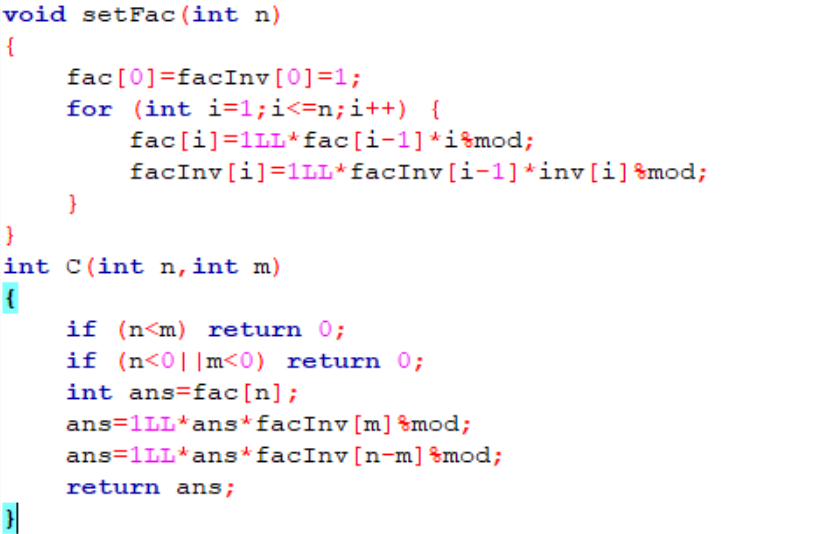 void setFac(int n)
{
    fac[0]=facInv[0]=1;
    for (int i=1;i<=n;i++) {
        fac[i]=1LL*fac[i-1]*i%mod;
        facInv[i]=1LL*facInv[i-1]*inv[i]%mod;
    }
}
int C(int n,int m)
{
    if (n<m) return 0;
    if (n<0||m<0) return 0;
    int ans=fac[n];
    ans=1LL*ans*facInv[m]%mod;
    ans=1LL*ans*facInv[n-m]%mod;
    return ans;
}